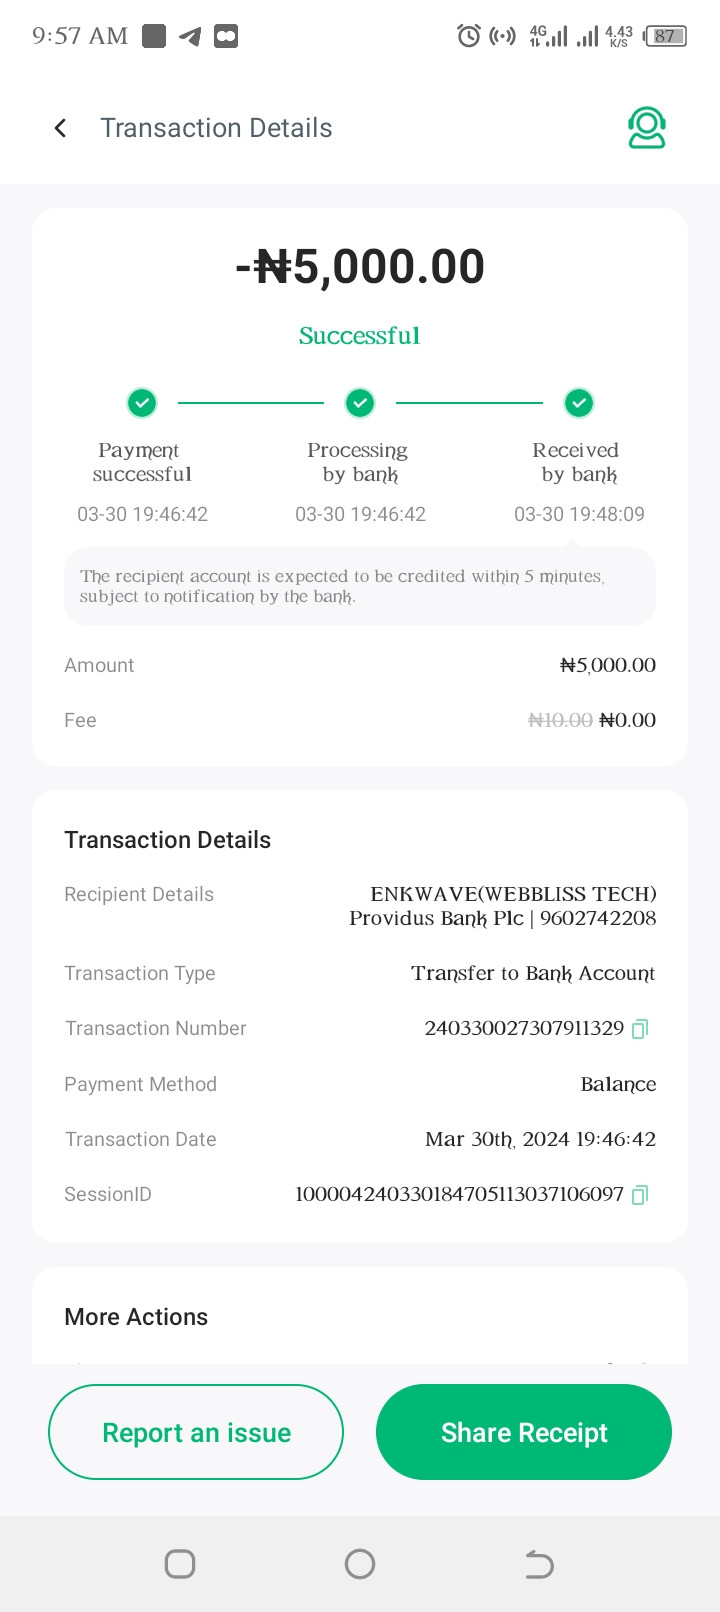 9:57 AM 4G 4.43 K/S 87
Transaction Details
-₦5,000.00
Successful
Payment successful
Processing by bank
Received by bank
03-30 19:46:42 03-30 19:46:42 03-30 19:48:09
The recipient account is expected to be credited within 5 minutes,
subject to notification by the bank.
Amount ₦5,000.00
Fee ₦10.00 ₦0.00
Transaction Details
Recipient Details ENKWAVE(WEBBLISS TECH)
Providus Bank Plc | 9602742208
Transaction Type Transfer to Bank Account
Transaction Number 240330027307911329
Payment Method Balance
Transaction Date Mar 30th, 2024 19:46:42
SessionID 100004240330184705113037106097
More Actions
Report an issue Share Receipt